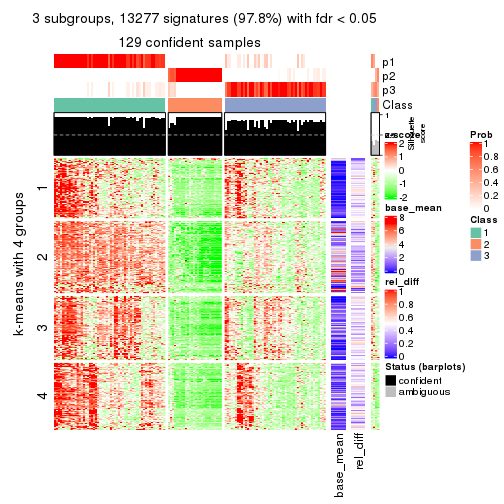 3 subgroups, 13277 signatures (97.8%) with fdr < 0.05
129 confident samples
p1
p2
p3
Class
1
Silhouette
score
k-means with 4 groups
1
2
3
4
base_mean
rel_diff
z-score
2
1
0
-1
-2
base_mean
8
6
4
2
0
rel_diff
1
0.8
0.6
0.4
0.2
0
Status (barplots)
confident
ambiguous
Prob
1
0.8
0.6
0.4
0.2
0
Class
1
2
3